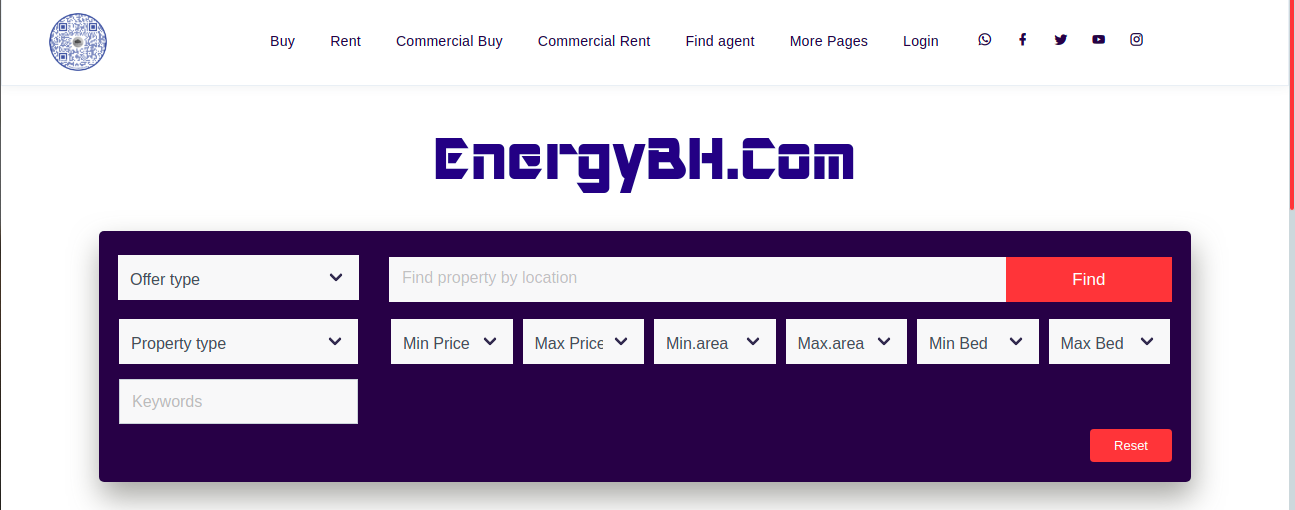 Buy Rent Commercial Buy Commercial Rent Find agent More Pages Login
EnergyBH.Com
Offer type Find property by location Find
Property type Min Price Max Price Min.area Max.area Min Bed Max Bed
Keywords
Reset